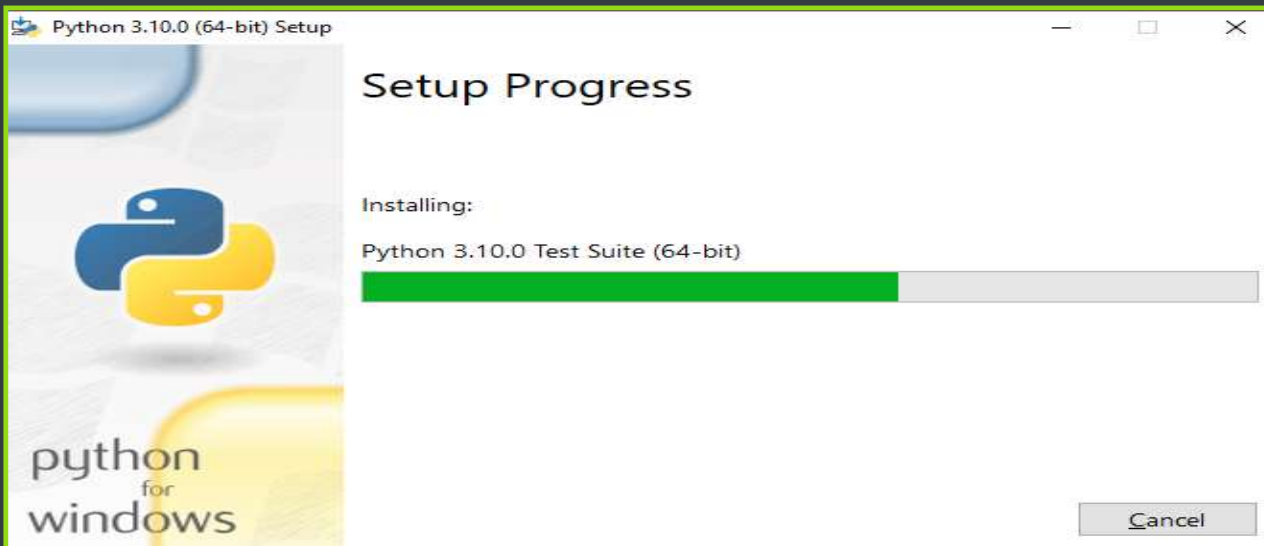 Python 3.10.0 (64-bit) Setup
Setup Progress
Installing:
Python 3.10.0 Test Suite (64-bit)
python
for
windows
Cancel